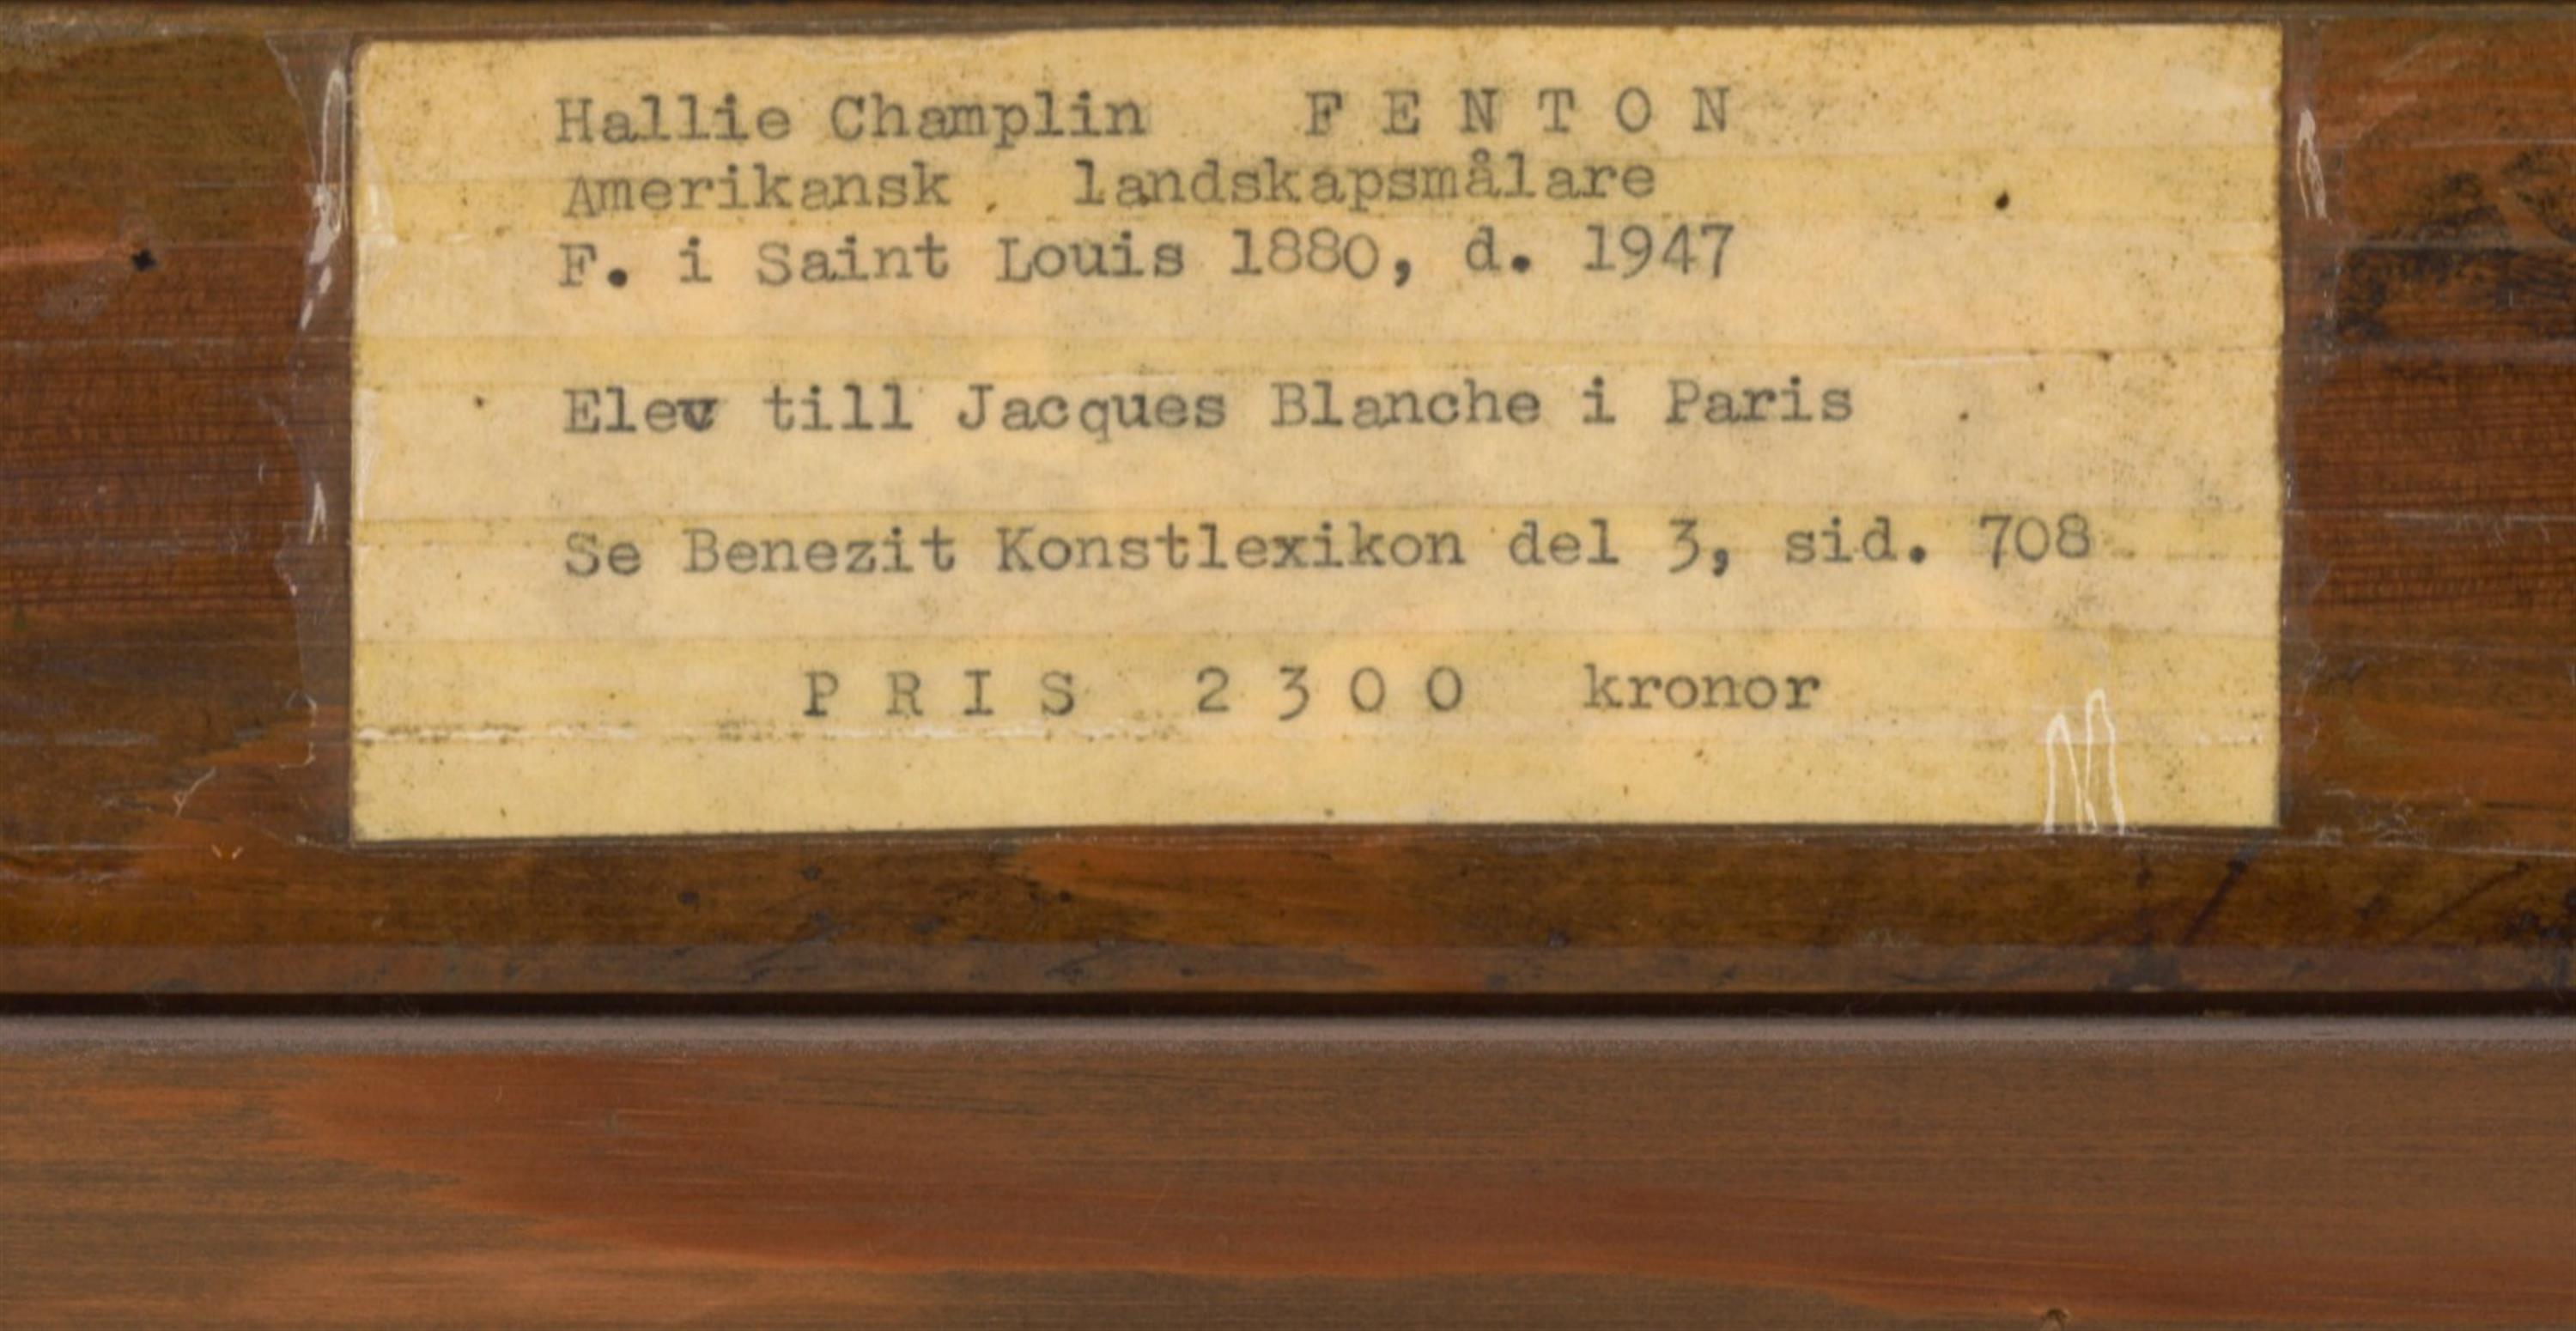 Hallie Champlin F E N T O N
Amerikansk landskapsmålare
F. i Saint Louis 1880, d. 1947
Elev till Jacques Blanche i Paris
Se Benezit Konstlexikon del 3, sid. 708
P R I S 2 3 0 0 kronor